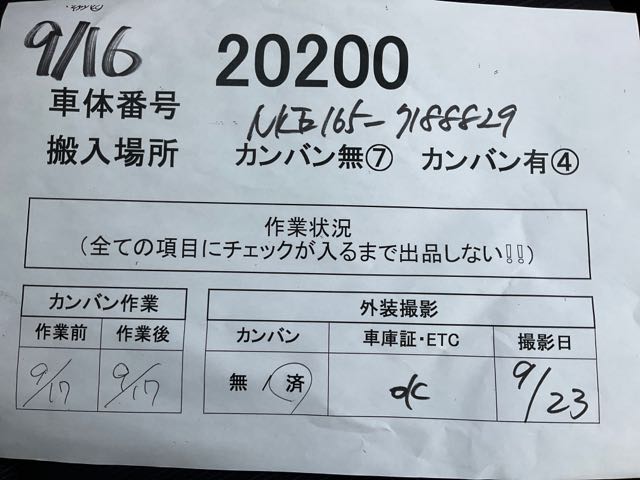 9/16
20200
車体番号 NKE165-7188829
搬入場所 カンバン無⑦ カンバン有④
作業状況
(全ての項目にチェックが入るまで出品しない!!)
カンバン作業 外装撮影
作業前 作業後 カンバン 車庫証・ETC 撮影日
9/17 9/17 無 / 済 ok 9/23